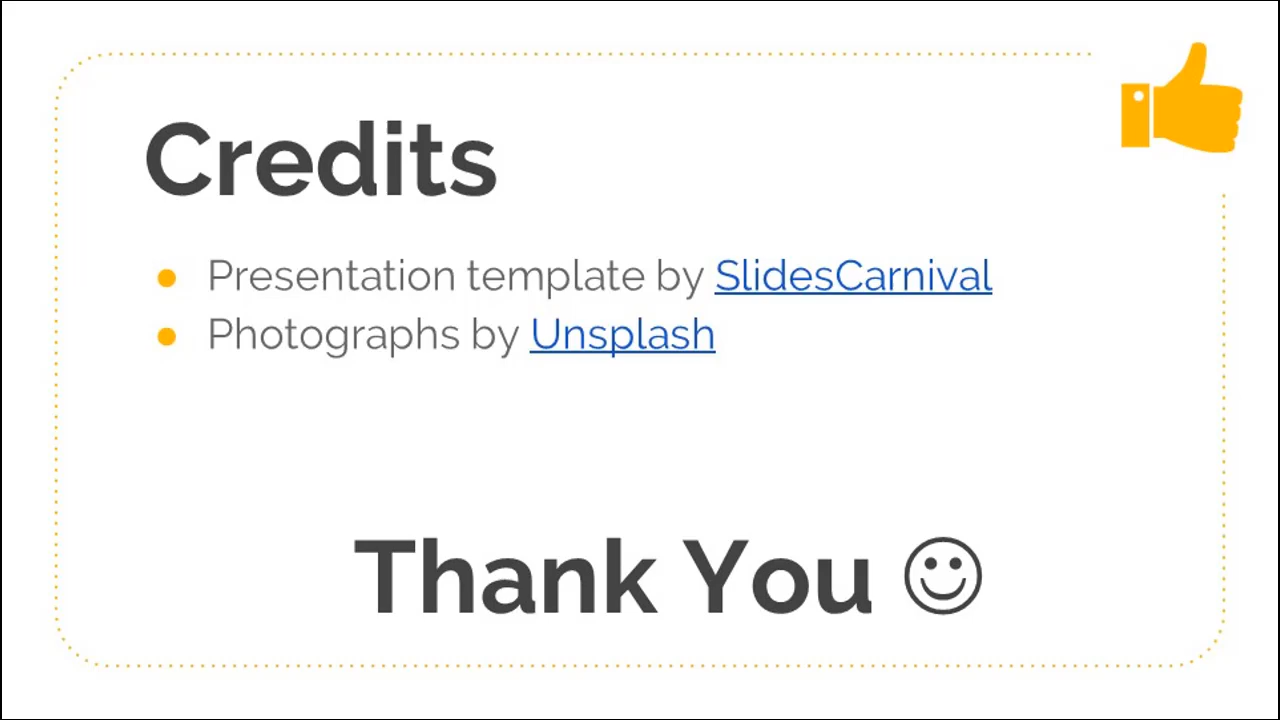 Credits
● Presentation template by SlidesCarnival
● Photographs by Unsplash
Thank You ☺